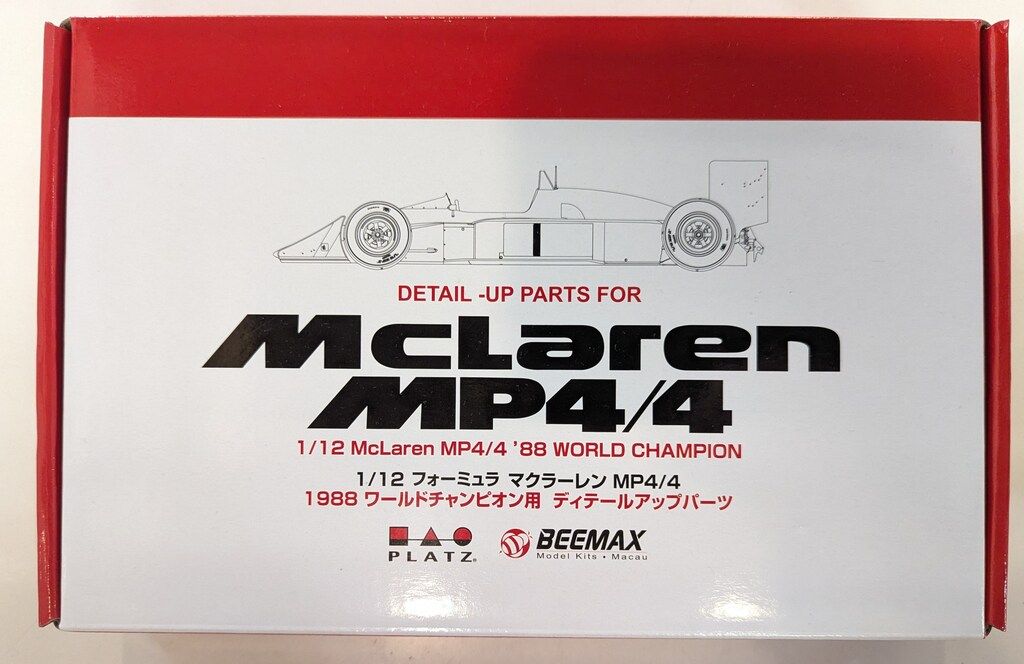 1
DETAIL -UP PARTS FOR
McLaren
MP4/4
1/12 McLaren MP4/4 '88 WORLD CHAMPION
1/12 フォーミュラ マクラーレン MP4/4
1988 ワールドチャンピオン用 ディテールアップパーツ
PLATZ®
BEEMAX
Model Kits • Macau